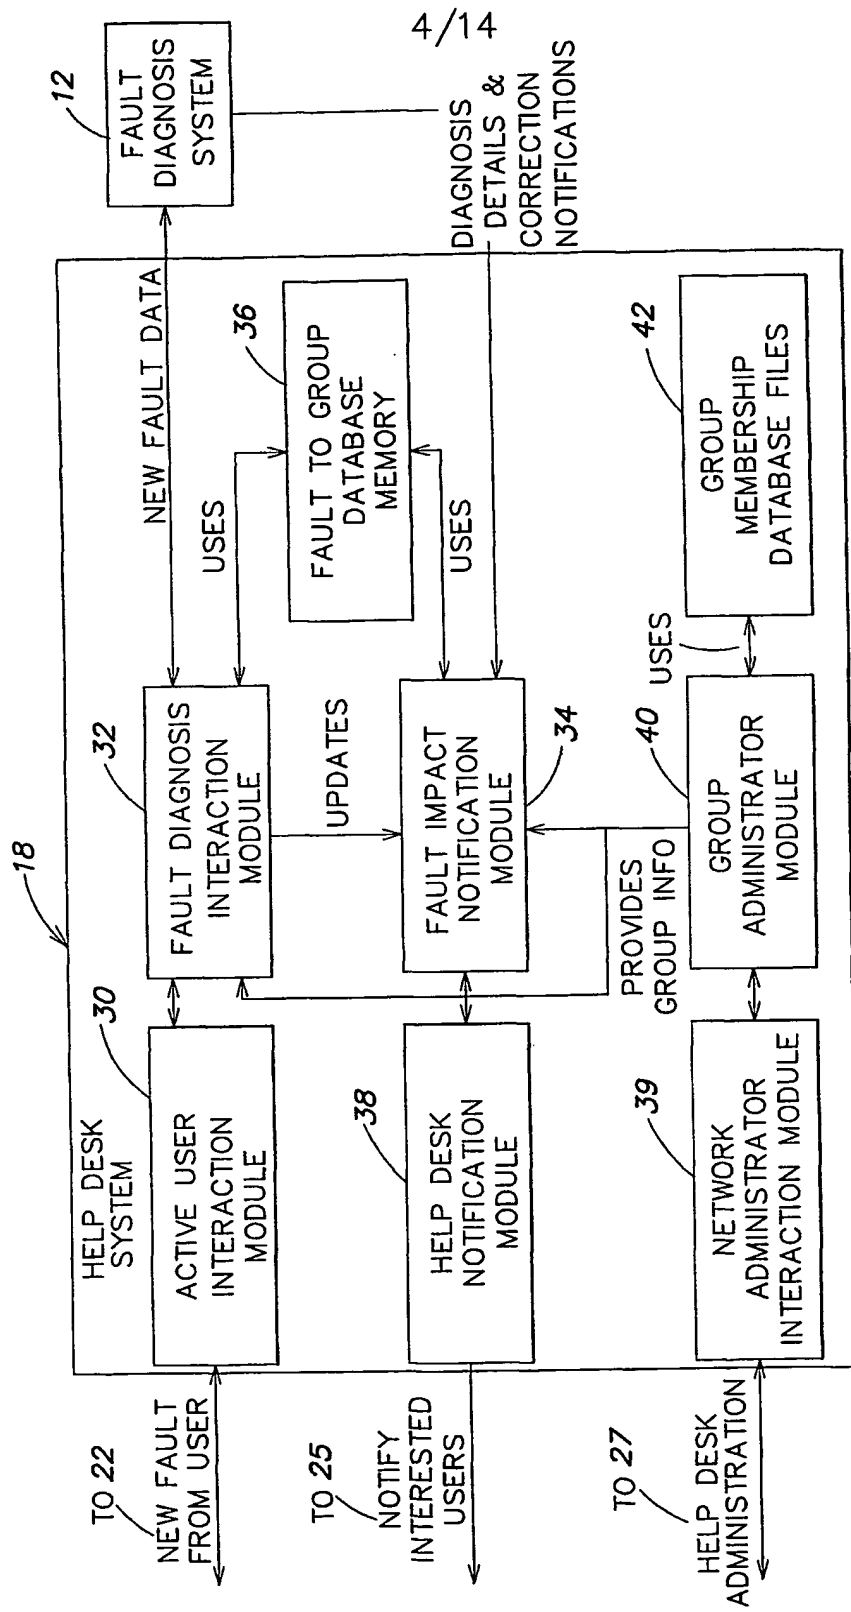 4/14
18
HELP DESK
SYSTEM
TO 22
NEW FAULT
FROM USER
30
ACTIVE USER
INTERACTION
MODULE
32
FAULT DIAGNOSIS
INTERACTION
MODULE
NEW FAULT DATA
12
FAULT
DIAGNOSIS
SYSTEM
USES
36
FAULT TO GROUP
DATABASE
MEMORY
USES
UPDATES
DIAGNOSIS
DETAILS &
CORRECTION
NOTIFICATIONS
TO 25
NOTIFY
INTERESTED
USERS
38
HELP DESK
NOTIFICATION
MODULE
FAULT IMPACT
NOTIFICATION
MODULE
34
PROVIDES
GROUP INFO
TO 27
HELP DESK
ADMINISTRATION
39
NETWORK
ADMINISTRATOR
INTERACTION MODULE
40
GROUP
ADMINISTRATOR
MODULE
USES
42
GROUP
MEMBERSHIP
DATABASE FILES